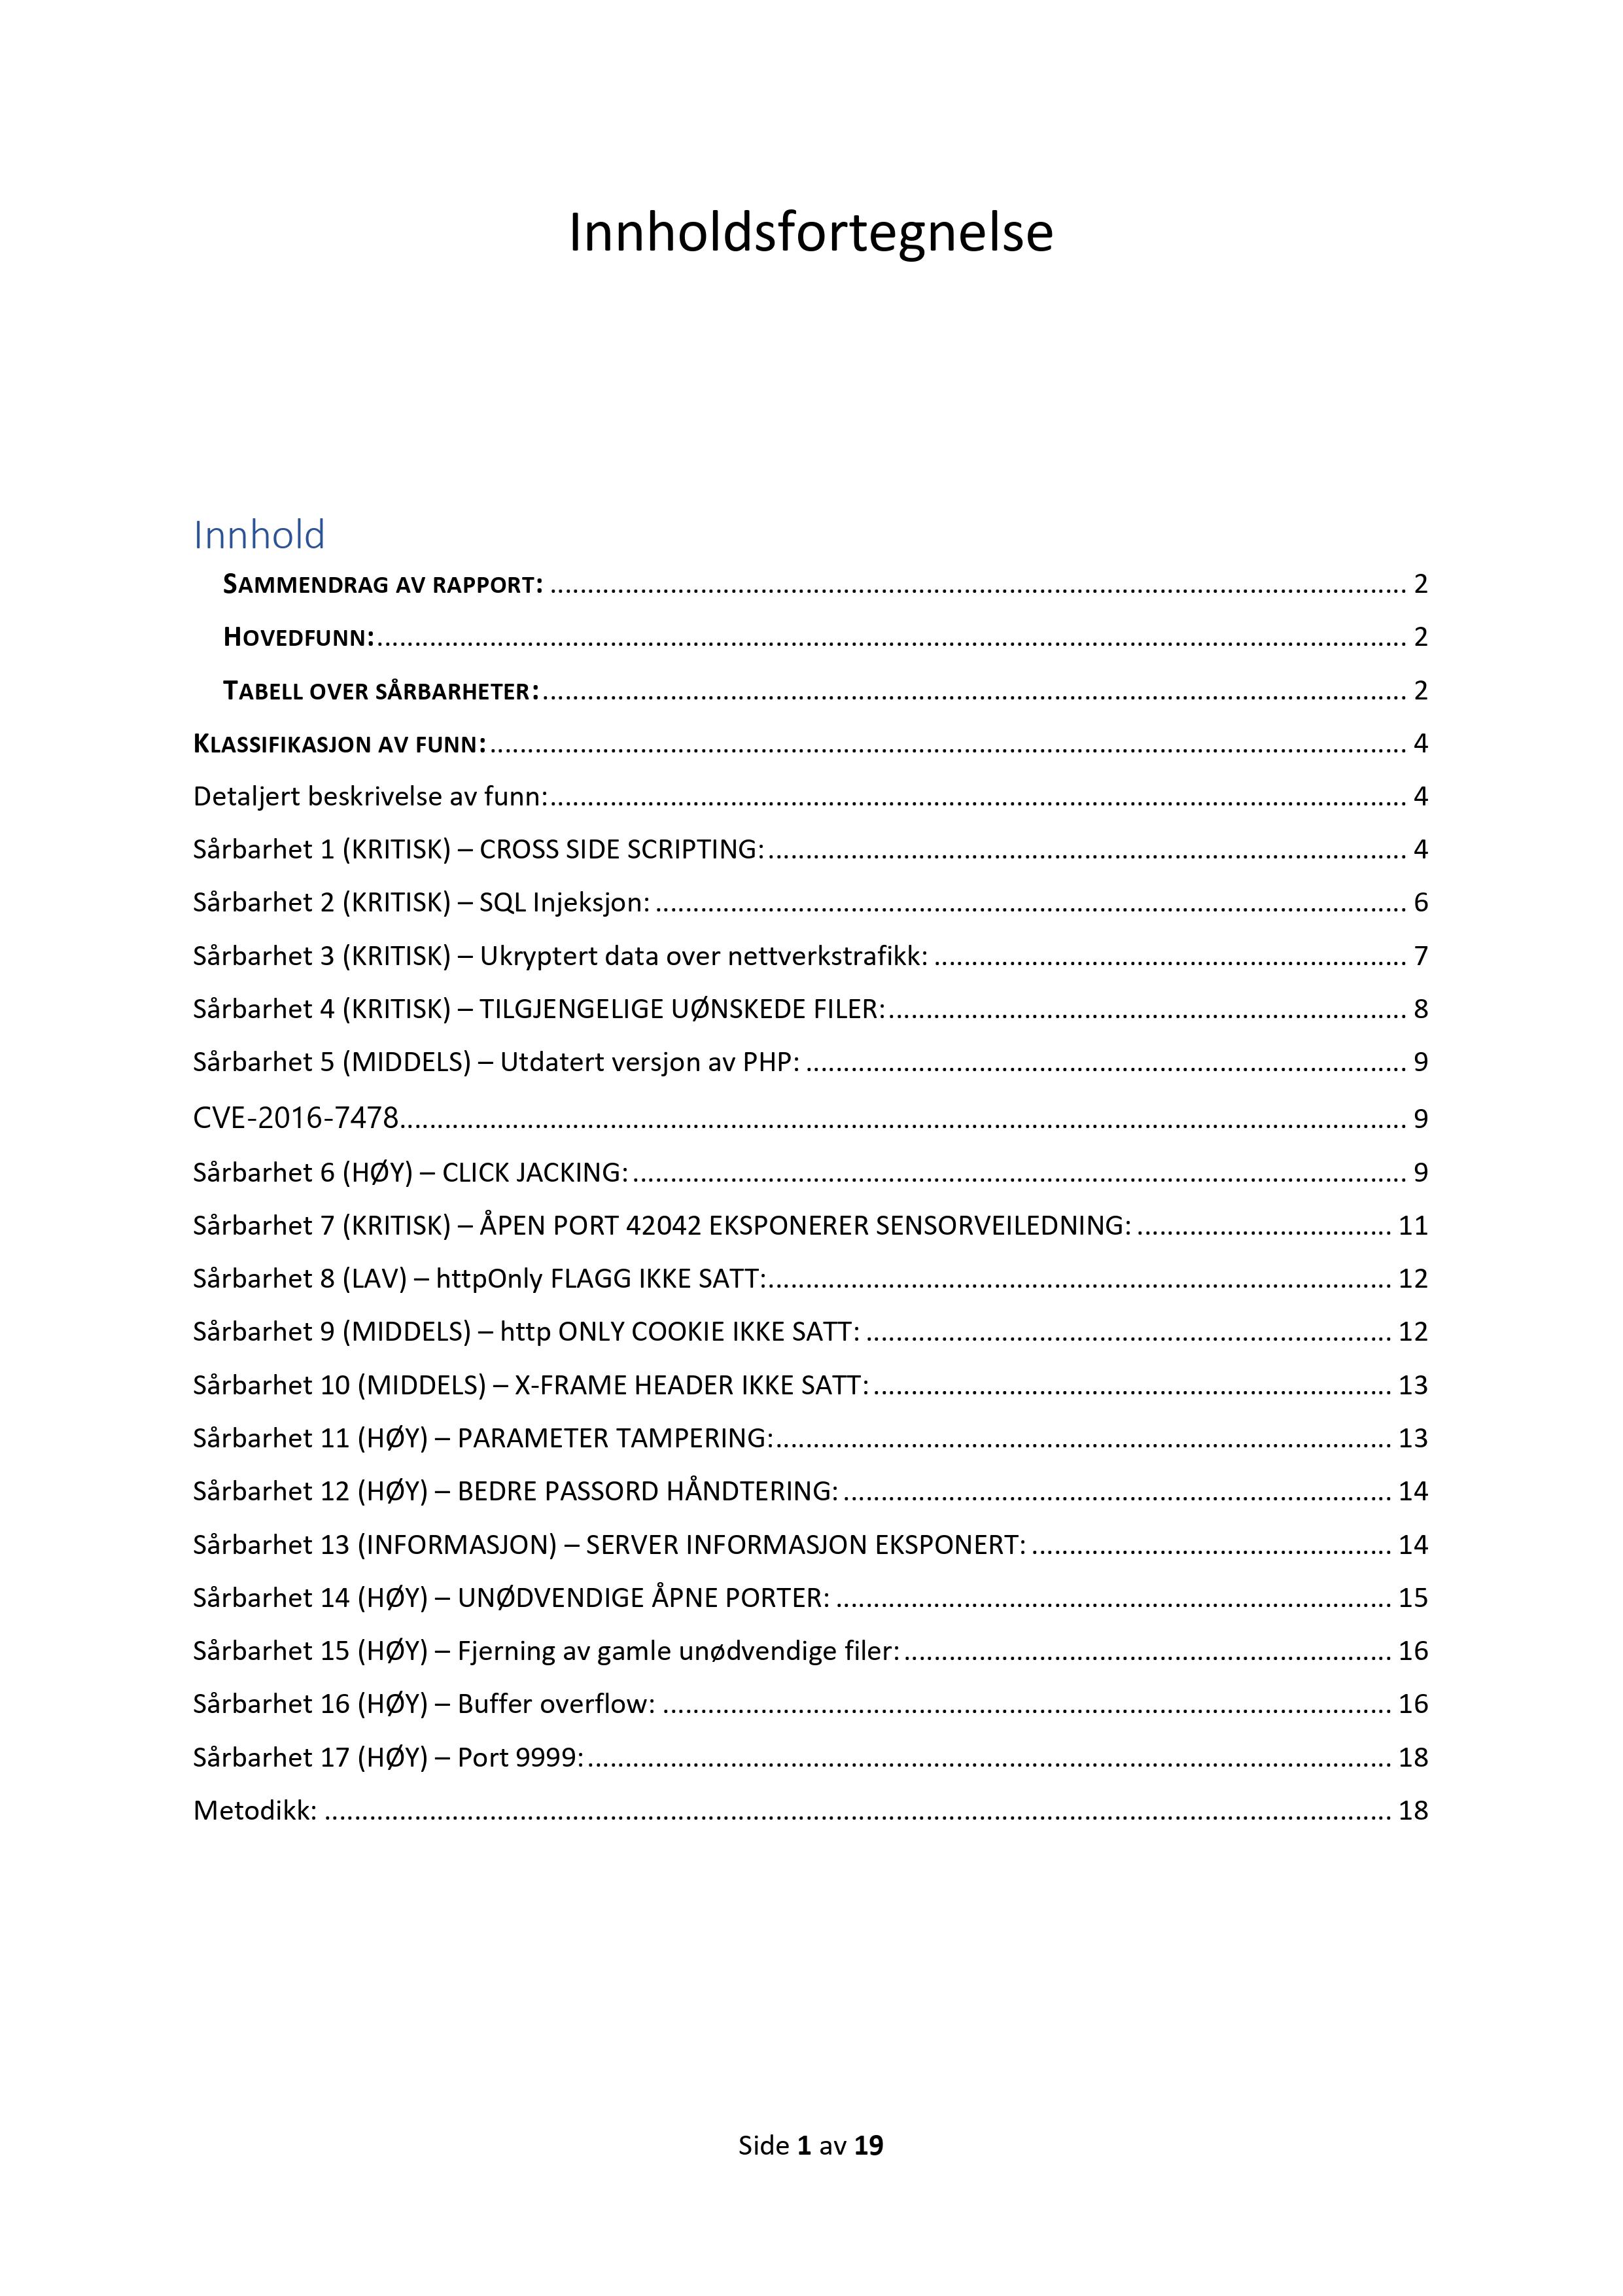 Innholdsfortegnelse
Innhold
SAMMENDRAG AV RAPPORT: 2
HOVEDFUNN: 2
TABELL OVER SÅRBARHETER: 2
KLASSIFIKASJON AV FUNN: 4
Detaljert beskrivelse av funn: 4
Sårbarhet 1 (KRITISK) – CROSS SIDE SCRIPTING: 4
Sårbarhet 2 (KRITISK) – SQL Injeksjon: 6
Sårbarhet 3 (KRITISK) – Ukryptert data over nettverkstrafikk: 7
Sårbarhet 4 (KRITISK) – TILGJENGELIGE UØNSKEDE FILER: 8
Sårbarhet 5 (MIDDELS) – Utdatert versjon av PHP: 9
CVE-2016-7478 9
Sårbarhet 6 (HØY) – CLICK JACKING: 9
Sårbarhet 7 (KRITISK) – ÅPEN PORT 42042 EKSPONERER SENSORVEILEDNING: 11
Sårbarhet 8 (LAV) – httpOnly FLAGG IKKE SATT: 12
Sårbarhet 9 (MIDDELS) – http ONLY COOKIE IKKE SATT: 12
Sårbarhet 10 (MIDDELS) – X-FRAME HEADER IKKE SATT: 13
Sårbarhet 11 (HØY) – PARAMETER TAMPERING: 13
Sårbarhet 12 (HØY) – BEDRE PASSORD HÅNDTERING: 14
Sårbarhet 13 (INFORMASJON) – SERVER INFORMASJON EKSPONERT: 14
Sårbarhet 14 (HØY) – UNØDVENDIGE ÅPNE PORTER: 15
Sårbarhet 15 (HØY) – Fjerning av gamle unødvendige filer: 16
Sårbarhet 16 (HØY) – Buffer overflow: 16
Sårbarhet 17 (HØY) – Port 9999: 18
Metodikk: 18
Side 1 av 19